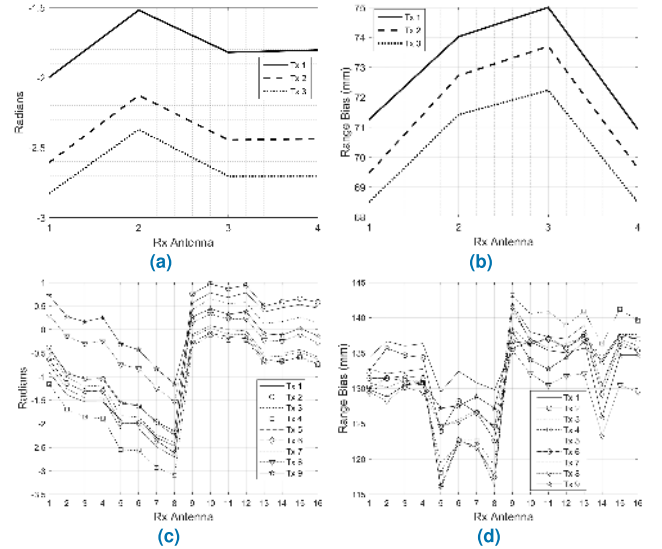 -1.5
-2
-2.5
-3
Radians
Tx 1
Tx 2
Tx 3
1 2 3 4
Rx Antenna
(a)
75
74
73
72
71
70
69
68
Range Bias (mm)
Tx 1
Tx 2
Tx 3
1 2 3 4
Rx Antenna
(b)
1
0.5
0
-1.5
-2
-3
-3.5
Radians
Tx 1
Tx 2
Tx 3
Tx 4
Tx 5
Tx 6
Tx 7
Tx 8
Tx 9
1 2 3 4 5 6 7 8 9 10 11 12 13 14 15 16
Rx Antenna
(c)
145
140
135
130
125
120
115
Range Bias (mm)
Tx 1
Tx 2
Tx 3
Tx 4
Tx 5
Tx 6
Tx 7
Tx 8
Tx 9
1 2 3 4 5 6 7 8 9 10 11 12 13 14 15 16
Rx Antenna
(d)